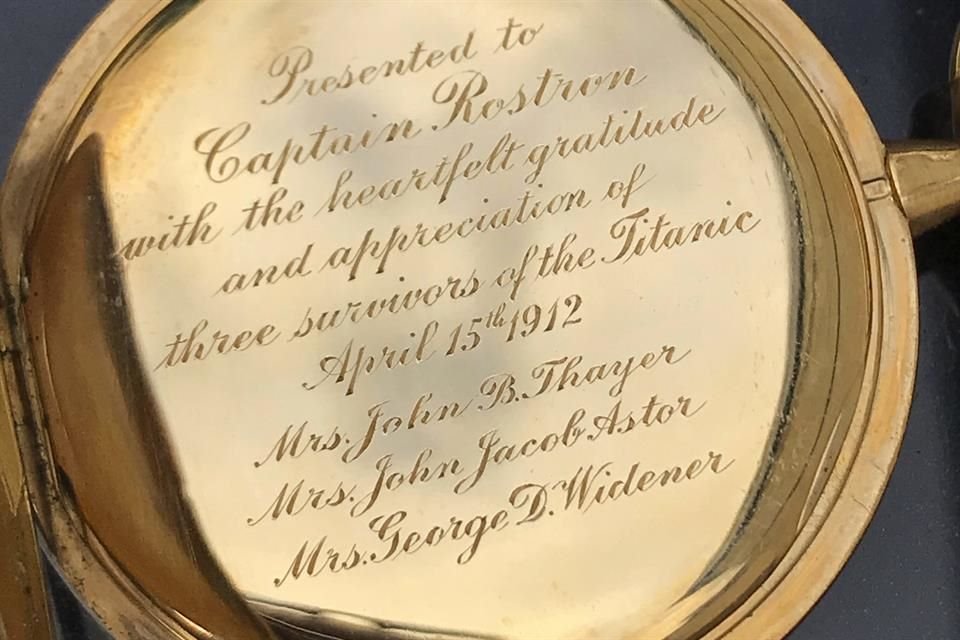 Presented to
Captain Rostron
with the heartfelt gratitude
and appreciation of
three survivors of the Titanic
April 15th 1912
Mrs. John B. Thayer
Mrs. John Jacob Astor
Mrs. George D. Widener